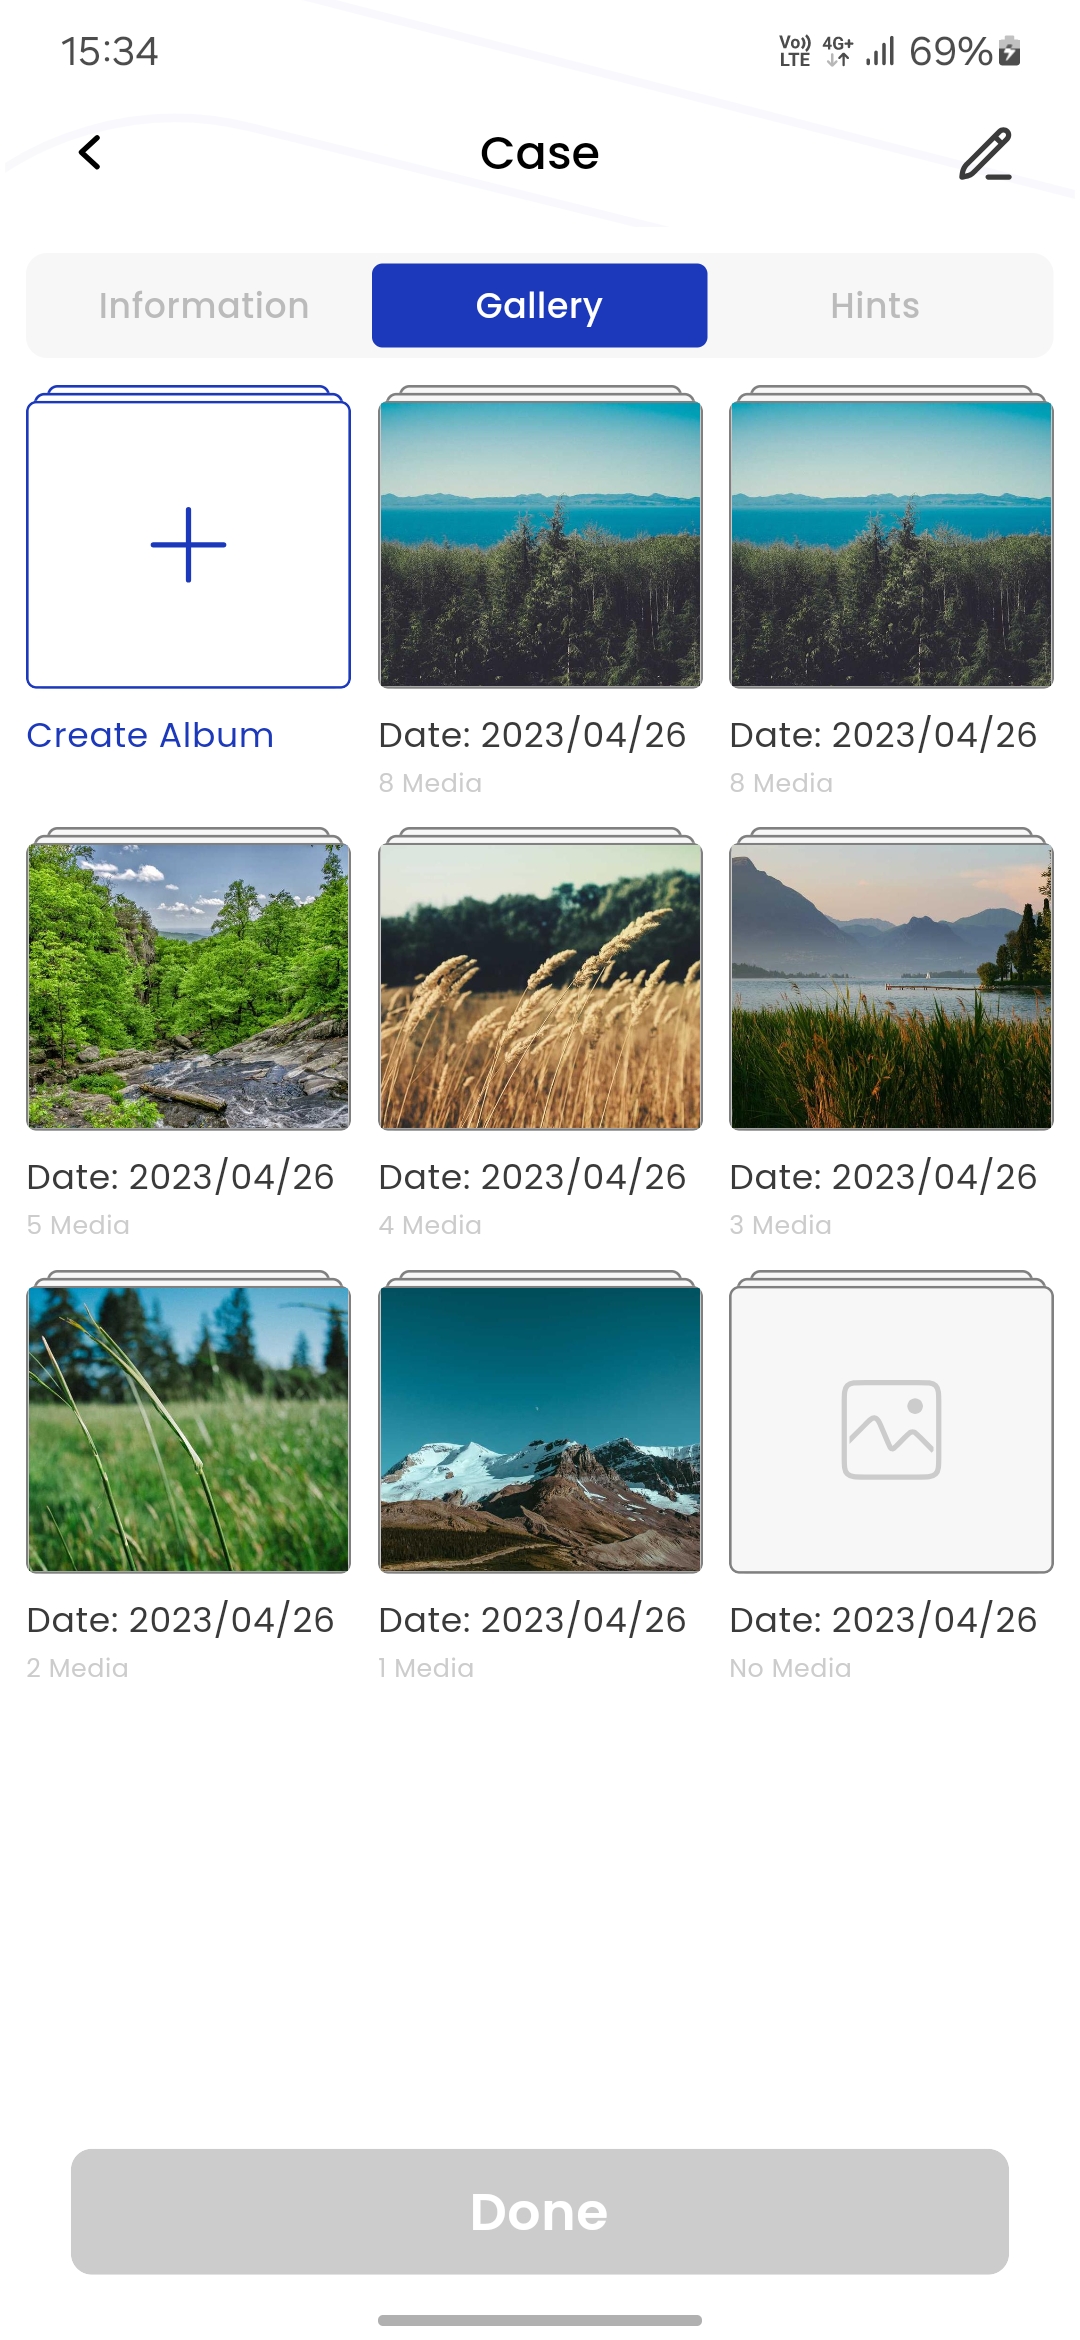 15:34
Vo)) LTE 4G+ 69%
Case
Information Gallery Hints
Create Album Date: 2023/04/26 Date: 2023/04/26
8 Media 8 Media
Date: 2023/04/26 Date: 2023/04/26 Date: 2023/04/26
5 Media 4 Media 3 Media
Date: 2023/04/26 Date: 2023/04/26 Date: 2023/04/26
2 Media 1 Media No Media
Done